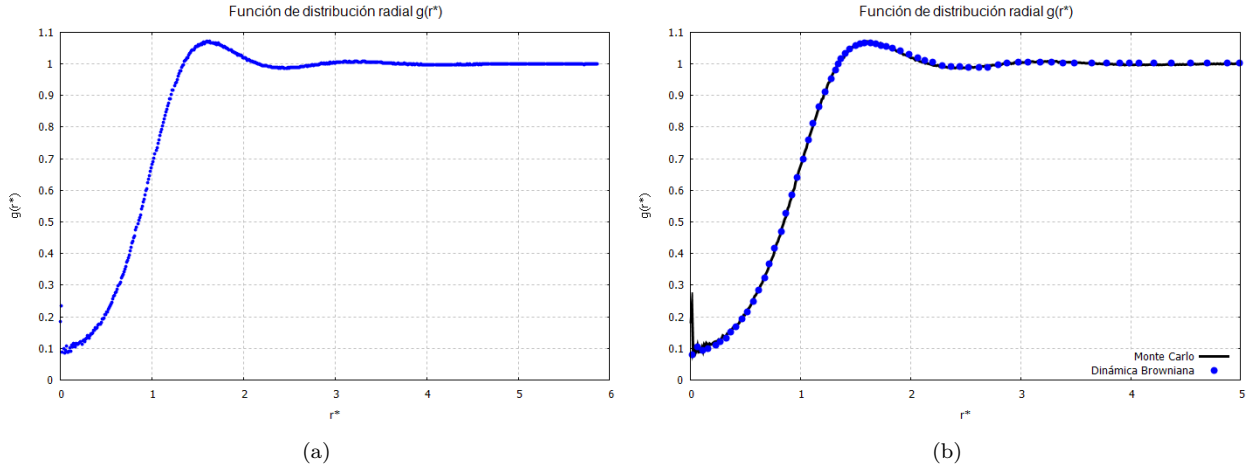 Función de distribución radial g(r*)
1.1
1
0.9
0.8
0.7
0.6
0.5
0.4
0.3
0.2
0.1
0
g(r*)
0 1 2 3 4 5 6
r*
(a)
Función de distribución radial g(r*)
1.1
1
0.9
0.8
0.7
0.6
0.5
0.4
0.3
0.2
0.1
0
g(r*)
Monte Carlo
Dinámica Browniana
0 1 2 3 4 5
r*
(b)